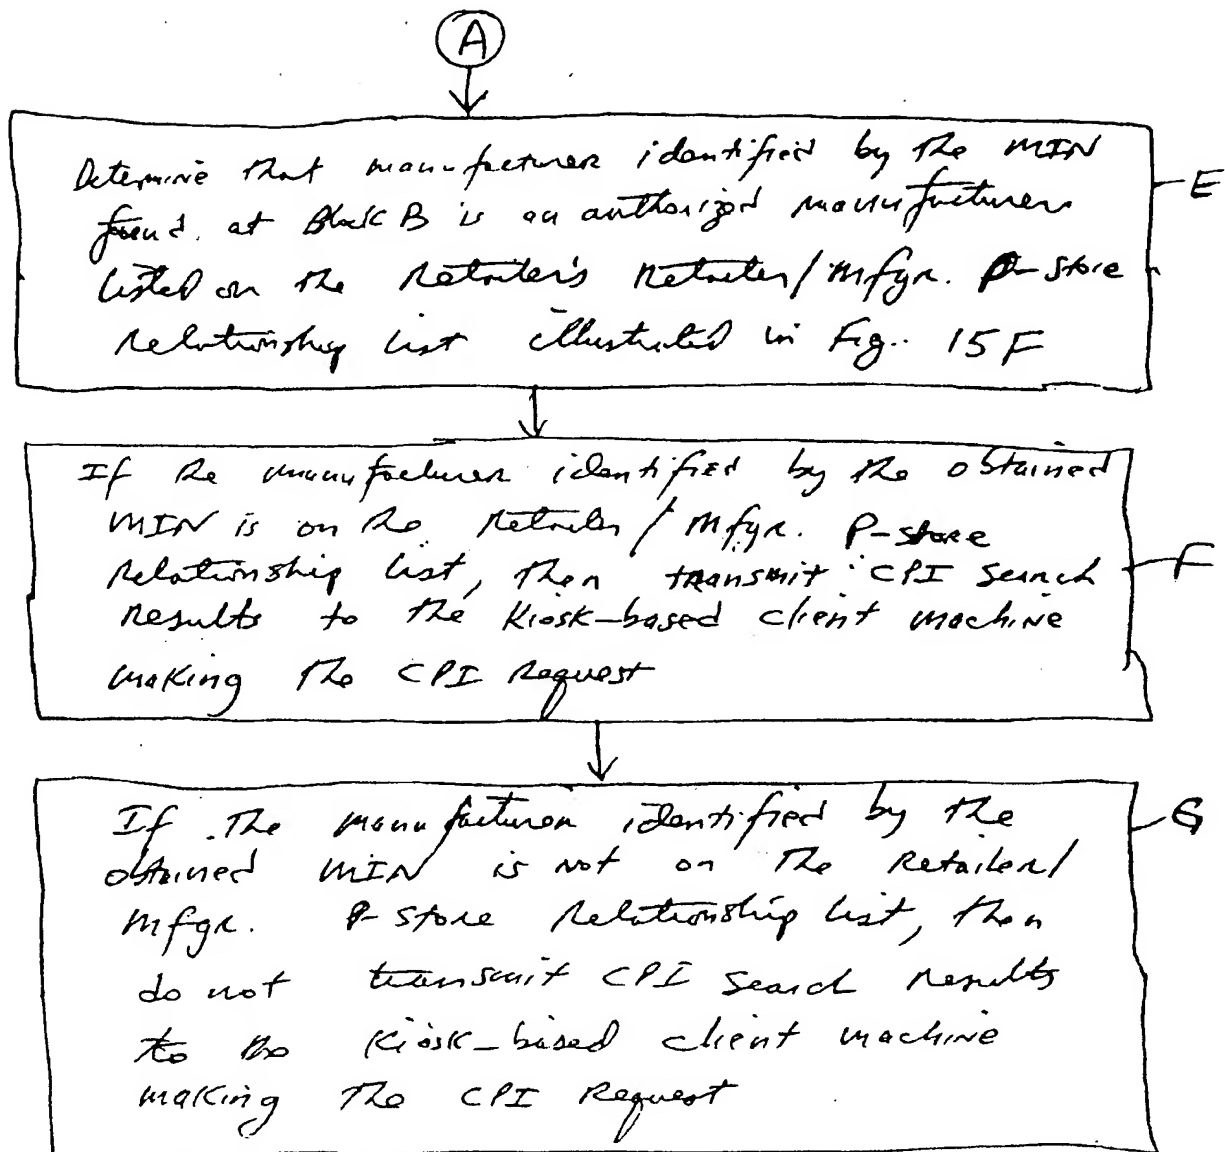 A
Determine that manufacturer identified by the MIN
E
found at Block B is an authorized manufacturer
listed on the Retailer's Retailer/Mfgr. P-Store
relationship list illustrated in Fig. 15F
If the manufacturer identified by the obtained
MIN is on the Retailer/Mfgr. P-store
Relationship list, then transmit CPI Search
F
Results to the Kiosk-based client machine
making the CPI Request
If the manufacturer identified by the
G
obtained MIN is not on the Retailer/
Mfgr. P-Store Relationship list, then
do not transmit CPI Search Results
to the Kiosk-based client machine
making the CPI Request